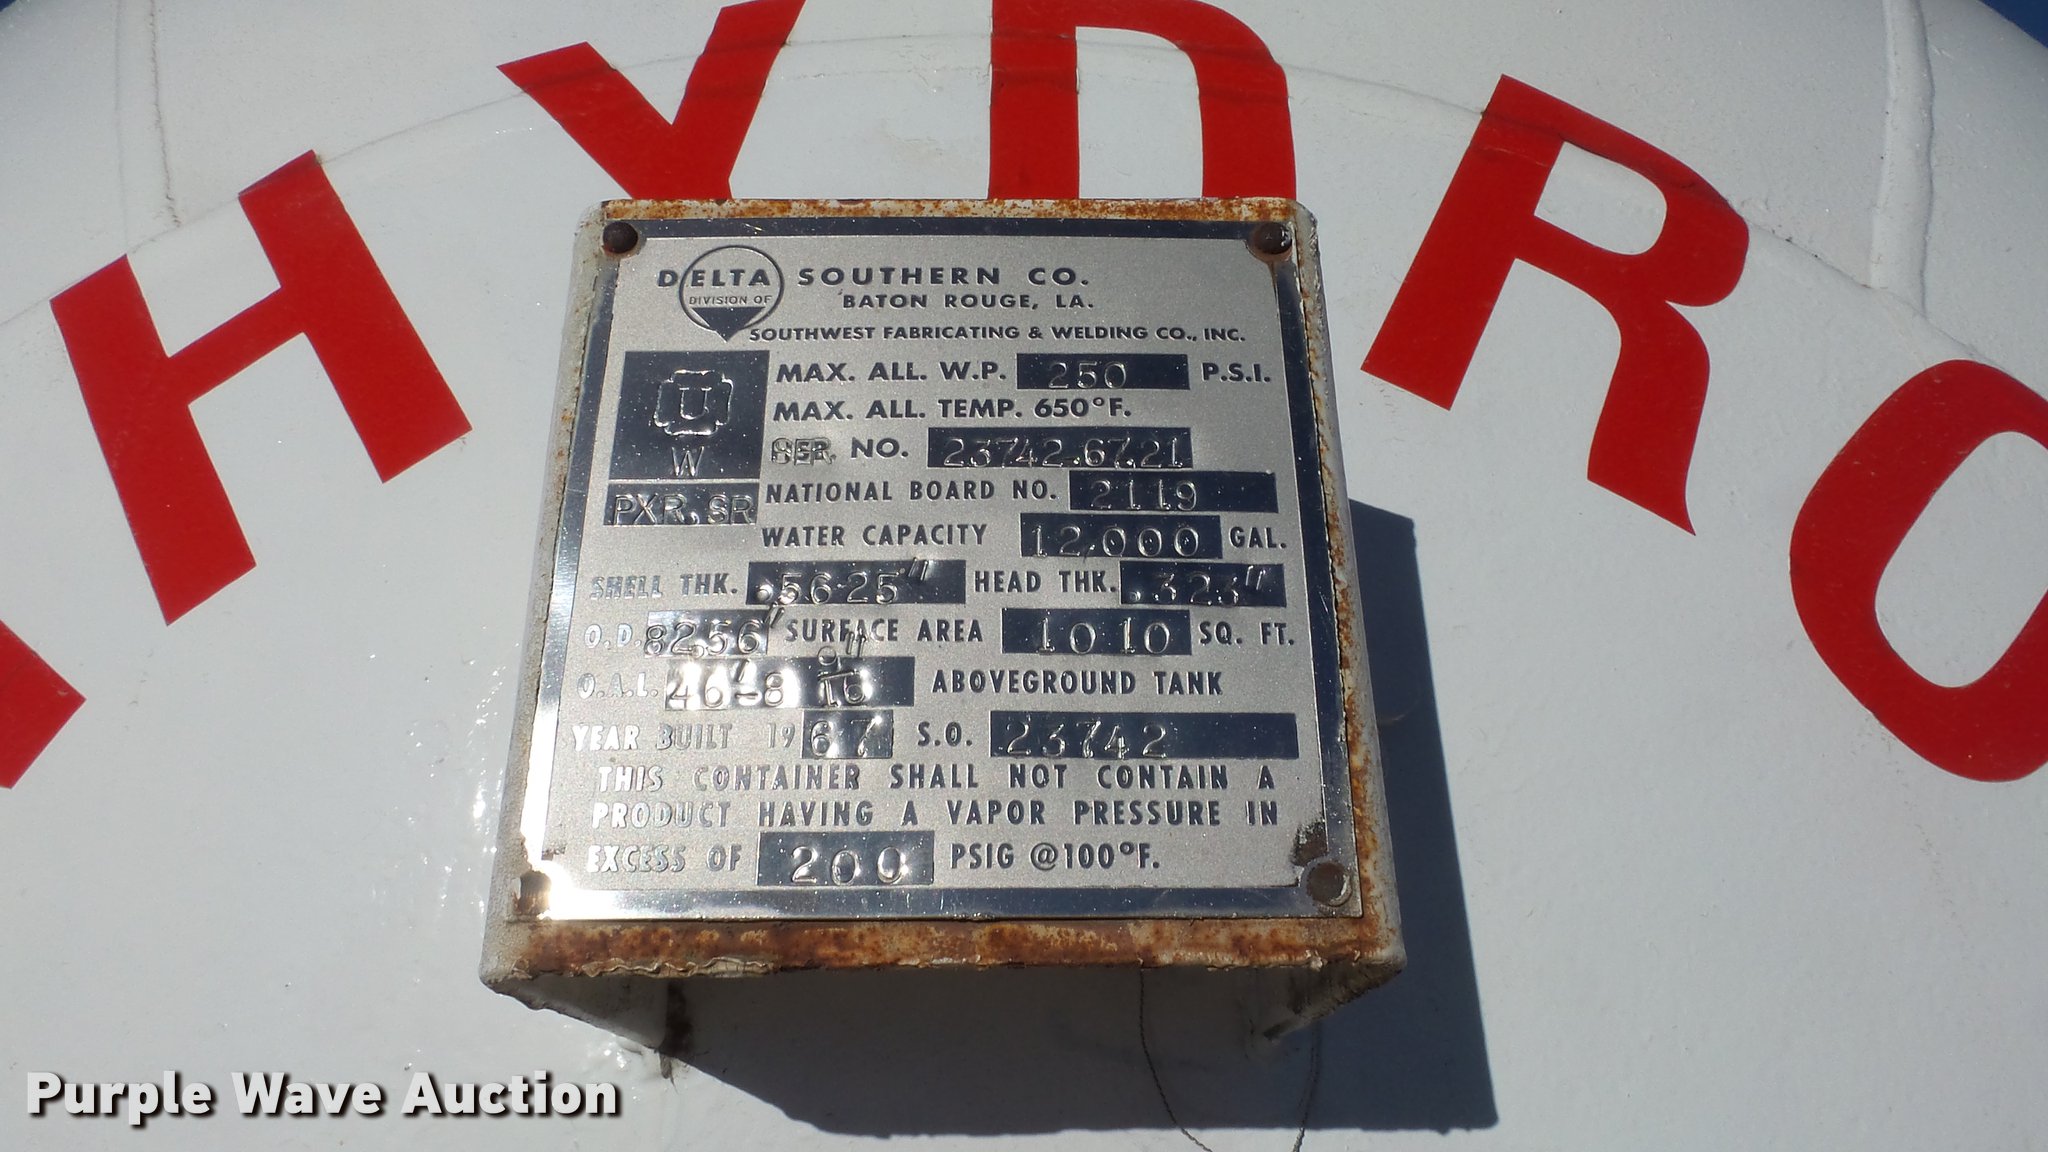 HYDRO
DELTA SOUTHERN CO.
DIVISION OF BATON ROUGE, LA.
SOUTHWEST FABRICATING & WELDING CO., INC.
U
W
PXR.SR
MAX. ALL. W.P. 250 P.S.I.
MAX. ALL. TEMP. 650°F.
SER. NO. 23742.67.21
NATIONAL BOARD NO. 2119
WATER CAPACITY 12.000 GAL.
SHELL THK. .5625" HEAD THK. .323"
O.D. 82.56" SURFACE AREA 1010 SQ. FT.
O.A.L. 46'-8 9/16" ABOVEGROUND TANK
YEAR BUILT 1967 S.O. 23742
THIS CONTAINER SHALL NOT CONTAIN A
PRODUCT HAVING A VAPOR PRESSURE IN
EXCESS OF 200 PSIG @100°F.
Purple Wave Auction